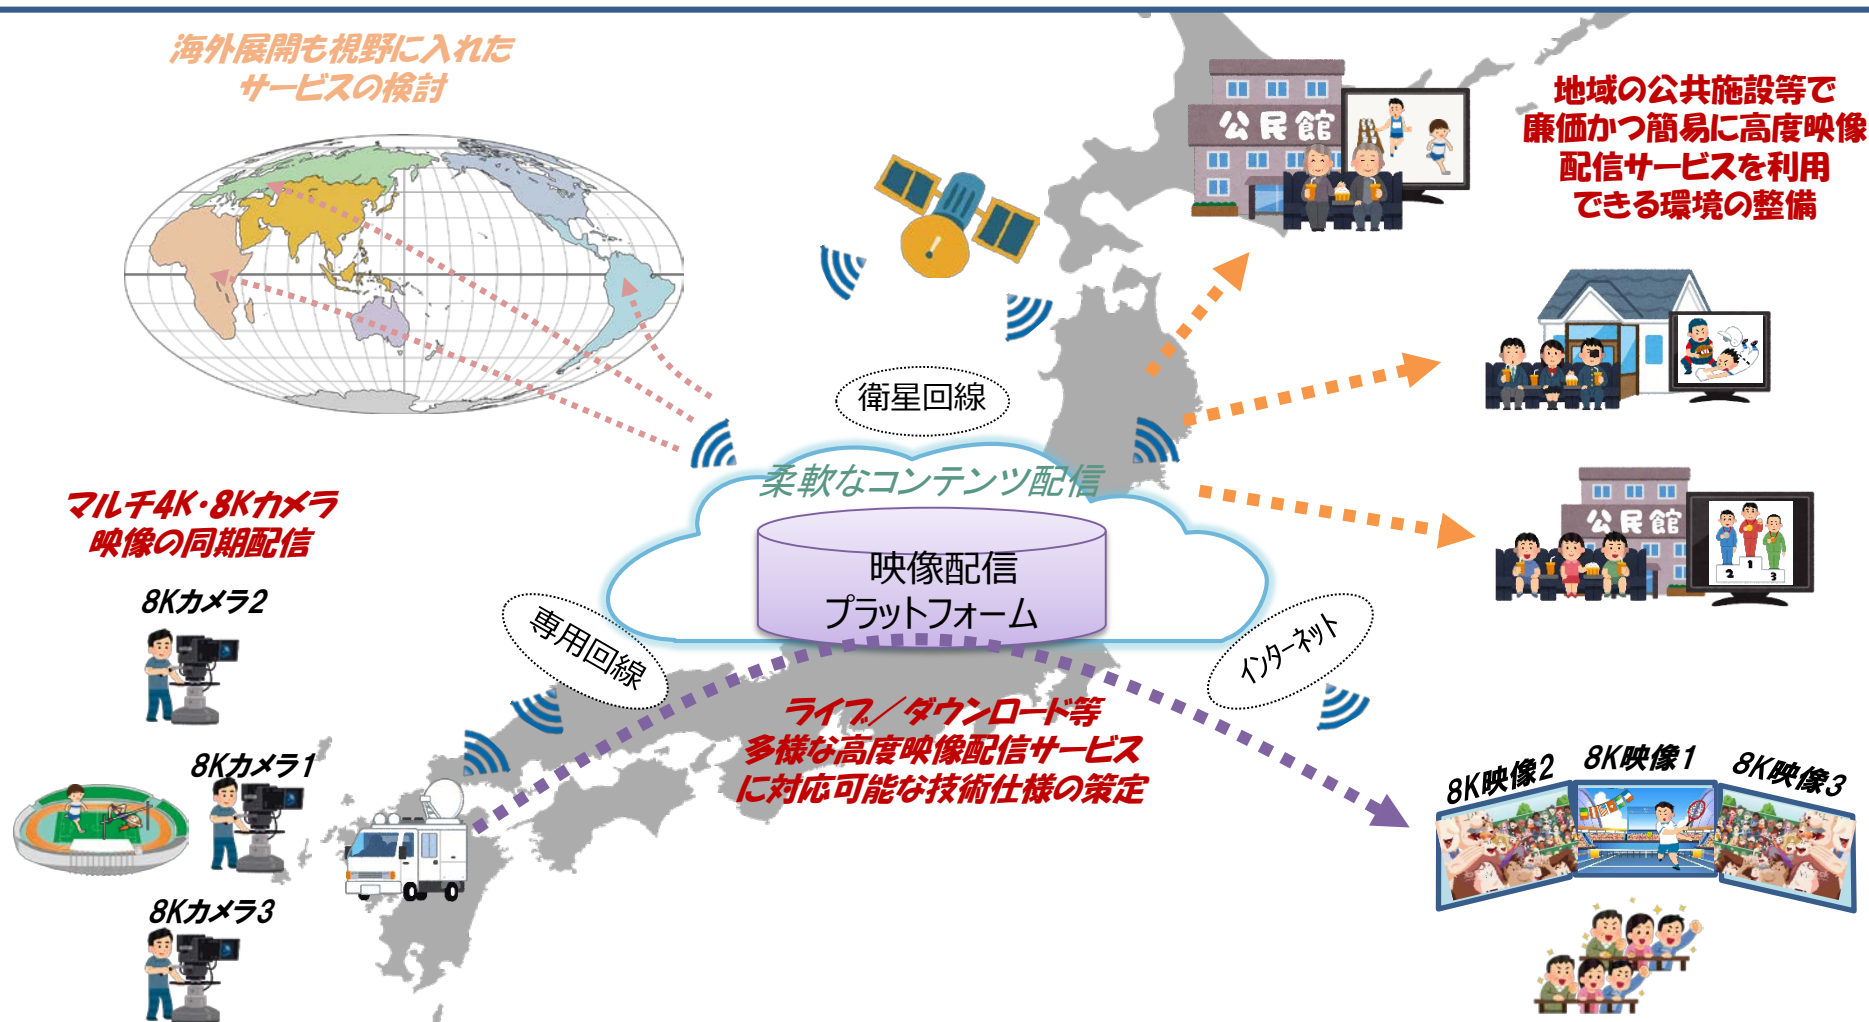 海外展開も視野に入れた
サービスの検討
公民館
地域の公共施設等で
廉価かつ簡易に高度映像
配信サービスを利用
できる環境の整備
衛星回線
柔軟なコンテンツ配信
映像配信
プラットフォーム
マルチ4K・8Kカメラ
映像の同期配信
公民館
2 1 3
専用回線
インターネット
8Kカメラ2
ライブ／ダウンロード等
多様な高度映像配信サービス
に対応可能な技術仕様の策定
8Kカメラ1
8Kカメラ3
8K映像2
8K映像1
8K映像3